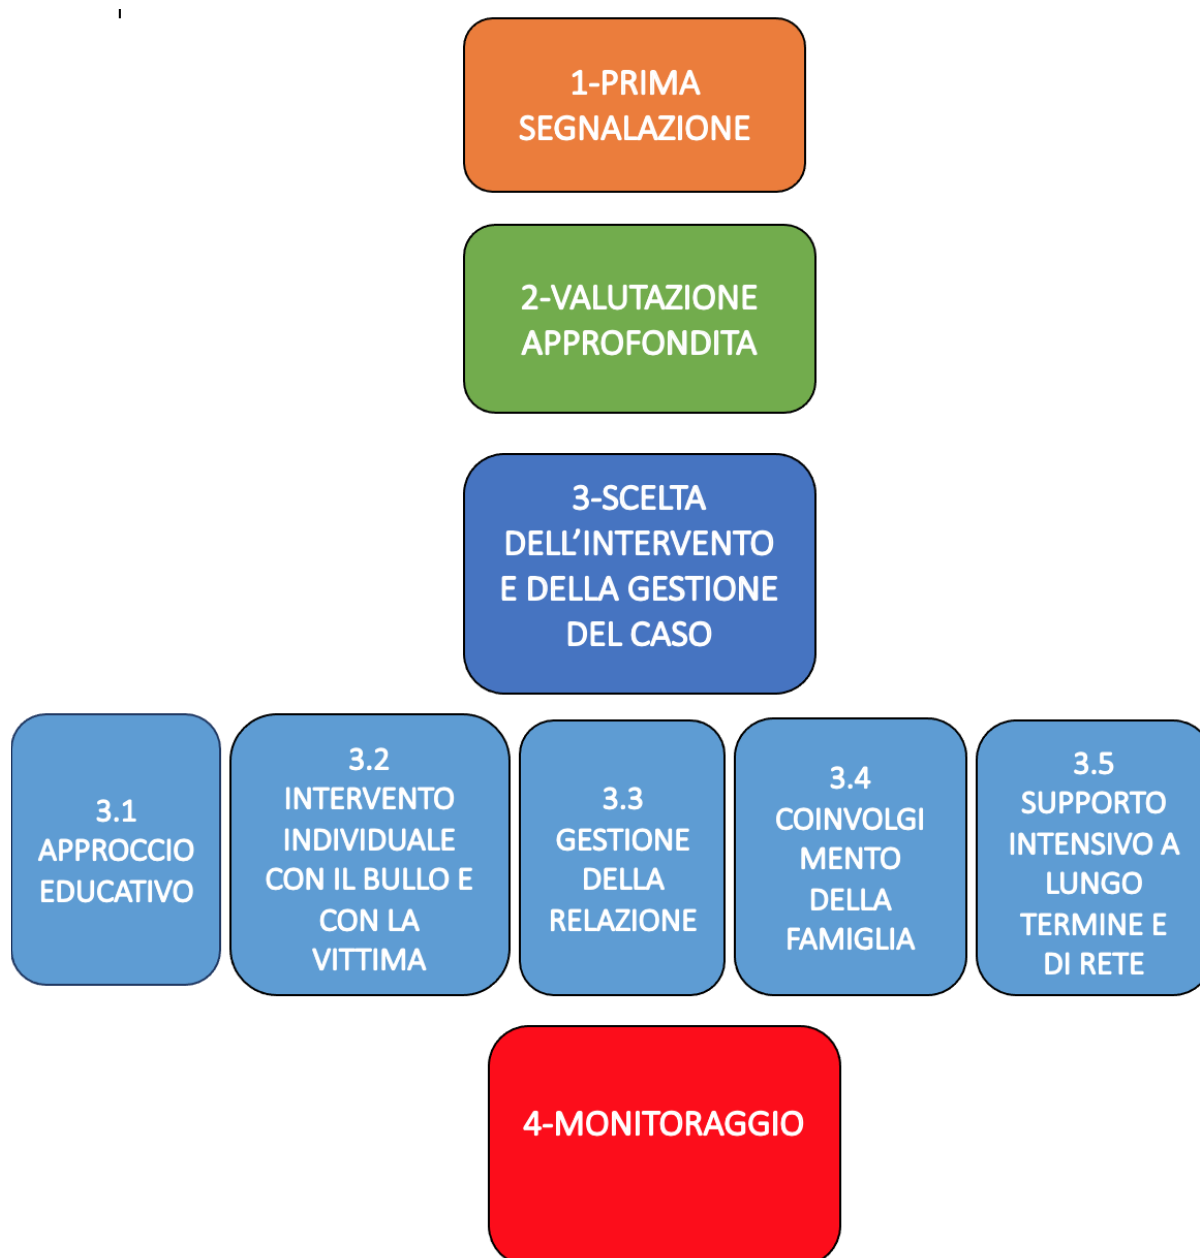 1-PRIMA
SEGNALAZIONE
2-VALUTAZIONE
APPROFONDITA
3-SCELTA
DELL’INTERVENTO
E DELLA GESTIONE
DEL CASO
3.1
APPROCCIO
EDUCATIVO
3.2
INTERVENTO
INDIVIDUALE
CON IL BULLO E
CON LA
VITTIMA
3.3
GESTIONE
DELLA
RELAZIONE
3.4
COINVOLGI
MENTO
DELLA
FAMIGLIA
3.5
SUPPORTO
INTENSIVO A
LUNGO
TERMINE E
DI RETE
4-MONITORAGGIO